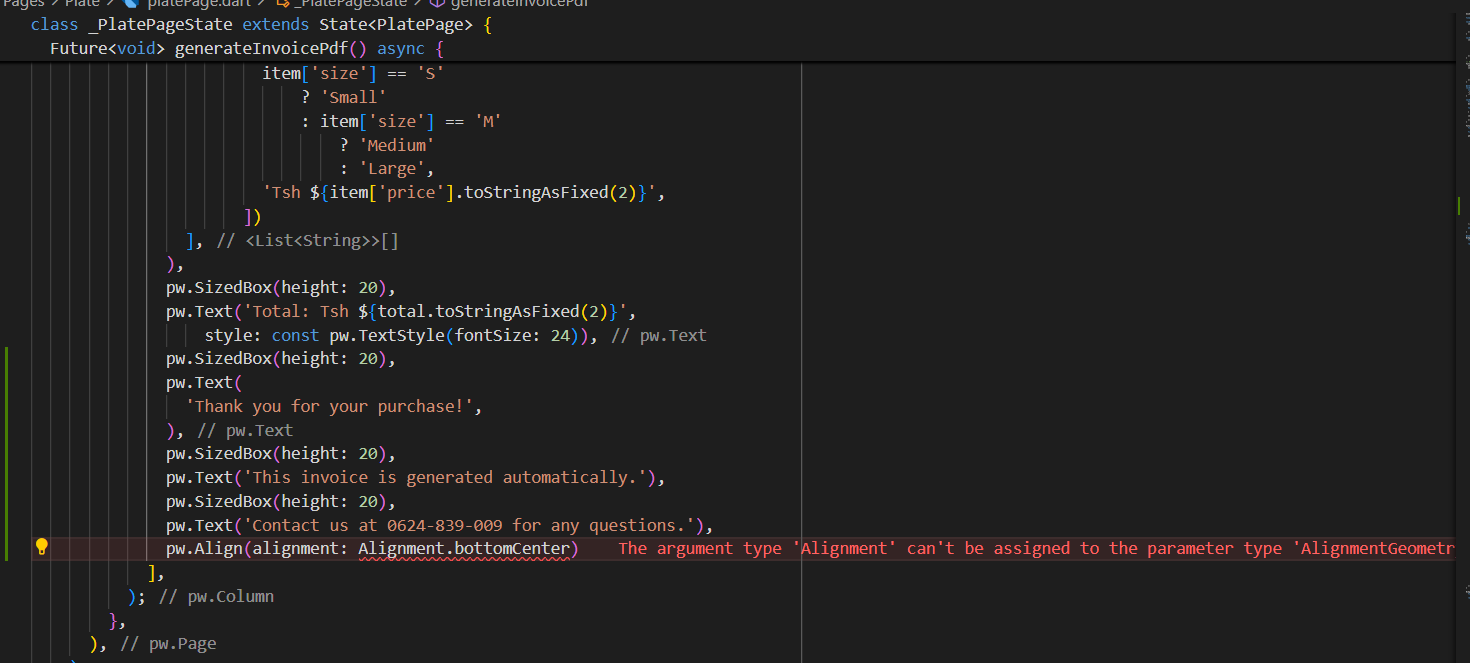 Pages > Plate > platePage.dart > _PlatePageState > generateInvoicePdf
class _PlatePageState extends State<PlatePage> {
Future<void> generateInvoicePdf() async {
item['size'] == 'S'
? 'Small'
: item['size'] == 'M'
? 'Medium'
: 'Large',
'Tsh ${item['price'].toStringAsFixed(2)}',
])
], // <List<String>>[]
),
pw.SizedBox(height: 20),
pw.Text('Total: Tsh ${total.toStringAsFixed(2)}',
style: const pw.TextStyle(fontSize: 24)), // pw.Text
pw.SizedBox(height: 20),
pw.Text(
'Thank you for your purchase!',
), // pw.Text
pw.SizedBox(height: 20),
pw.Text('This invoice is generated automatically.'),
pw.SizedBox(height: 20),
pw.Text('Contact us at 0624-839-009 for any questions.'),
pw.Align(alignment: Alignment.bottomCenter) The argument type 'Alignment' can't be assigned to the parameter type 'AlignmentGeometr
],
); // pw.Column
},
), // pw.Page